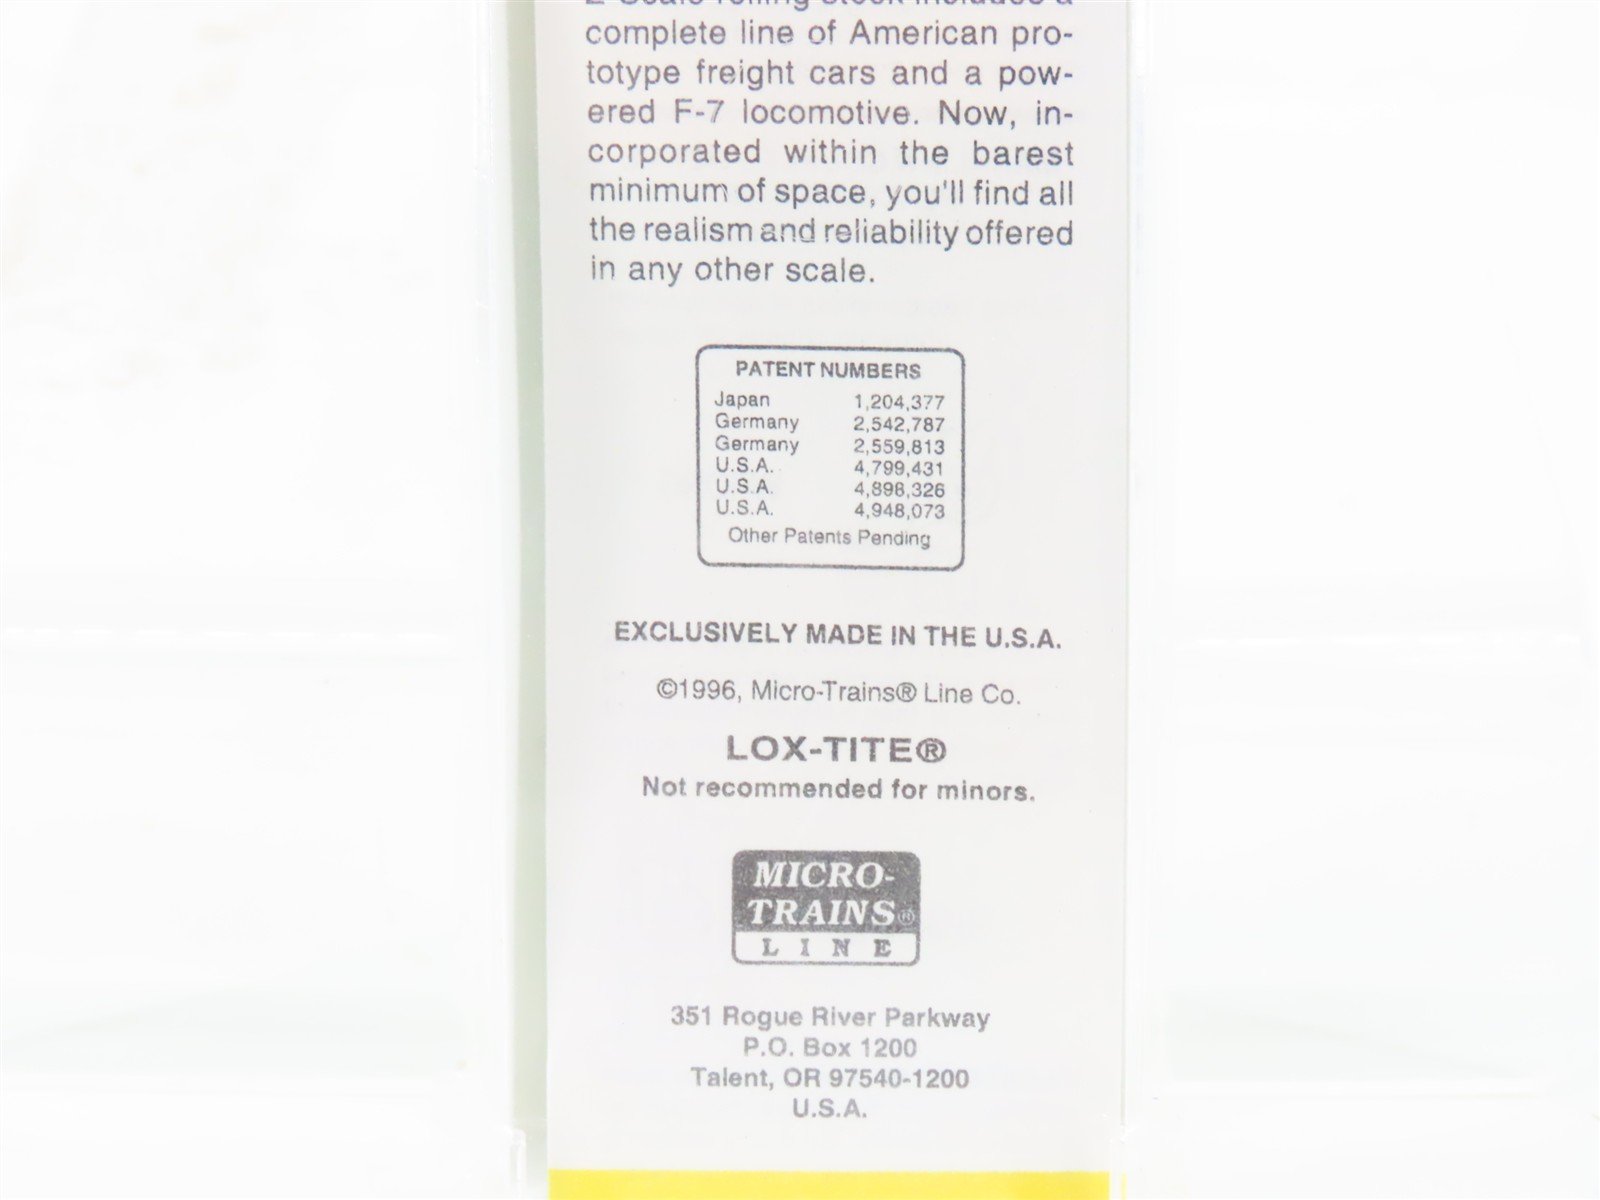 Z Scale rolling stock includes a
complete line of American pro-
totype freight cars and a pow-
ered F-7 locomotive. Now, in-
corporated within the barest
minimum of space, you'll find all
the realism and reliability offered
in any other scale.
PATENT NUMBERS
Japan 1,204,377
Germany 2,542,787
Germany 2,559,813
U.S.A. 4,799,431
U.S.A. 4,898,326
U.S.A. 4,948,073
Other Patents Pending
EXCLUSIVELY MADE IN THE U.S.A.
©1996, Micro-Trains® Line Co.
LOX-TITE®
Not recommended for minors.
MICRO-
TRAINS®
LINE
351 Rogue River Parkway
P.O. Box 1200
Talent, OR 97540-1200
U.S.A.